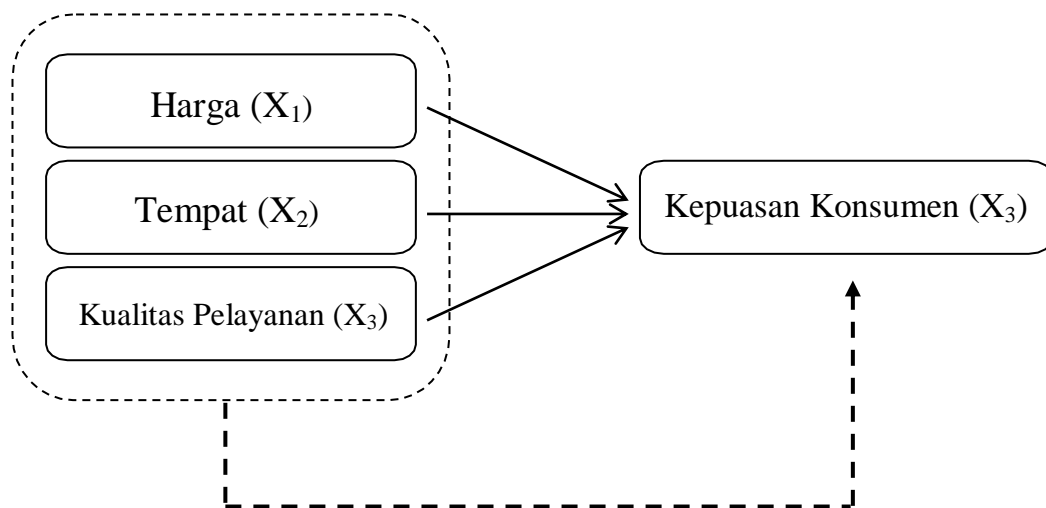 Harga (X₁)
Tempat (X₂)
Kualitas Pelayanan (X₃)
Kepuasan Konsumen (X₃)